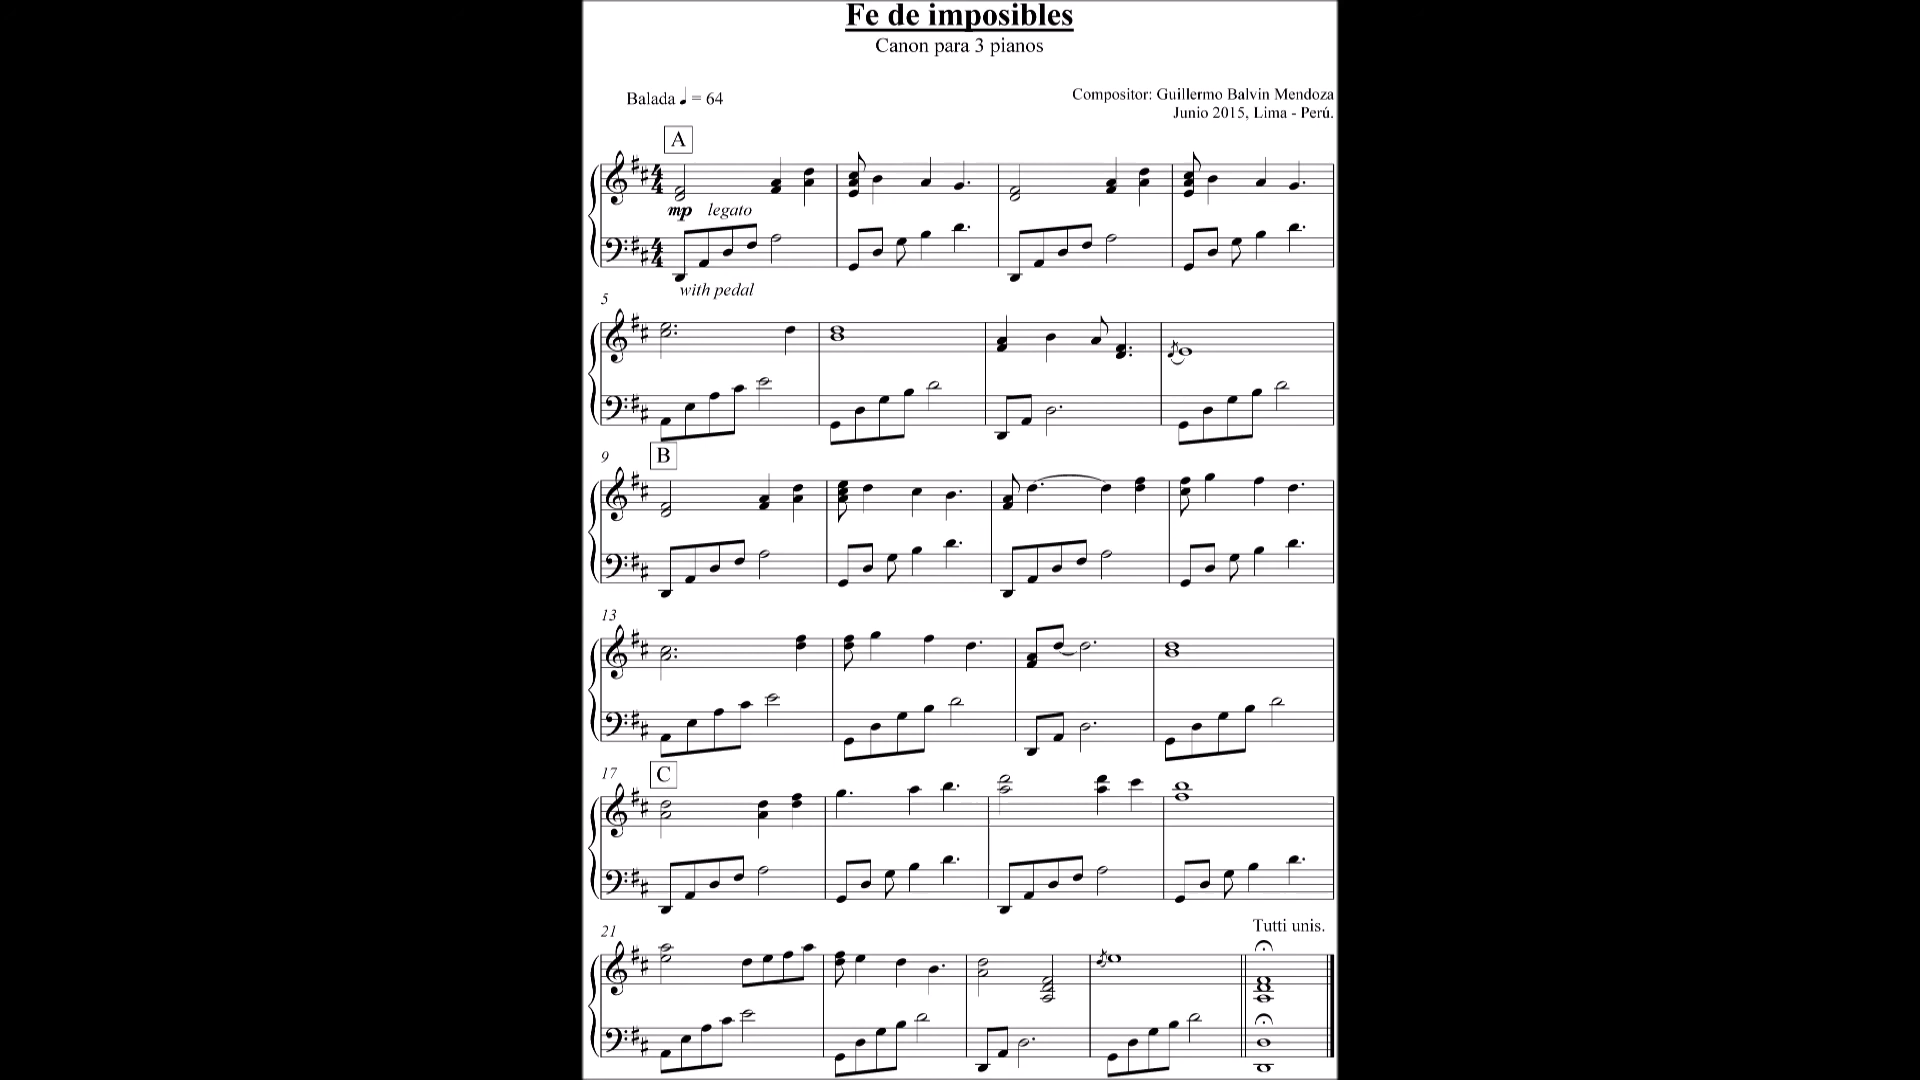 Fe de imposibles
Canon para 3 pianos
Balada ♩ = 64
Compositor: Guillermo Balvin Mendoza
Junio 2015, Lima - Perú.
A
mp legato
with pedal
5
9
B
13
17
C
21
Tutti unis.